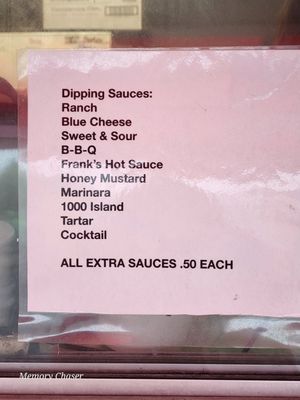 Dipping Sauces:
Ranch
Blue Cheese
Sweet & Sour
B-B-Q
Frank's Hot Sauce
Honey Mustard
Marinara
1000 Island
Tartar
Cocktail
ALL EXTRA SAUCES .50 EACH
Memory Chaser